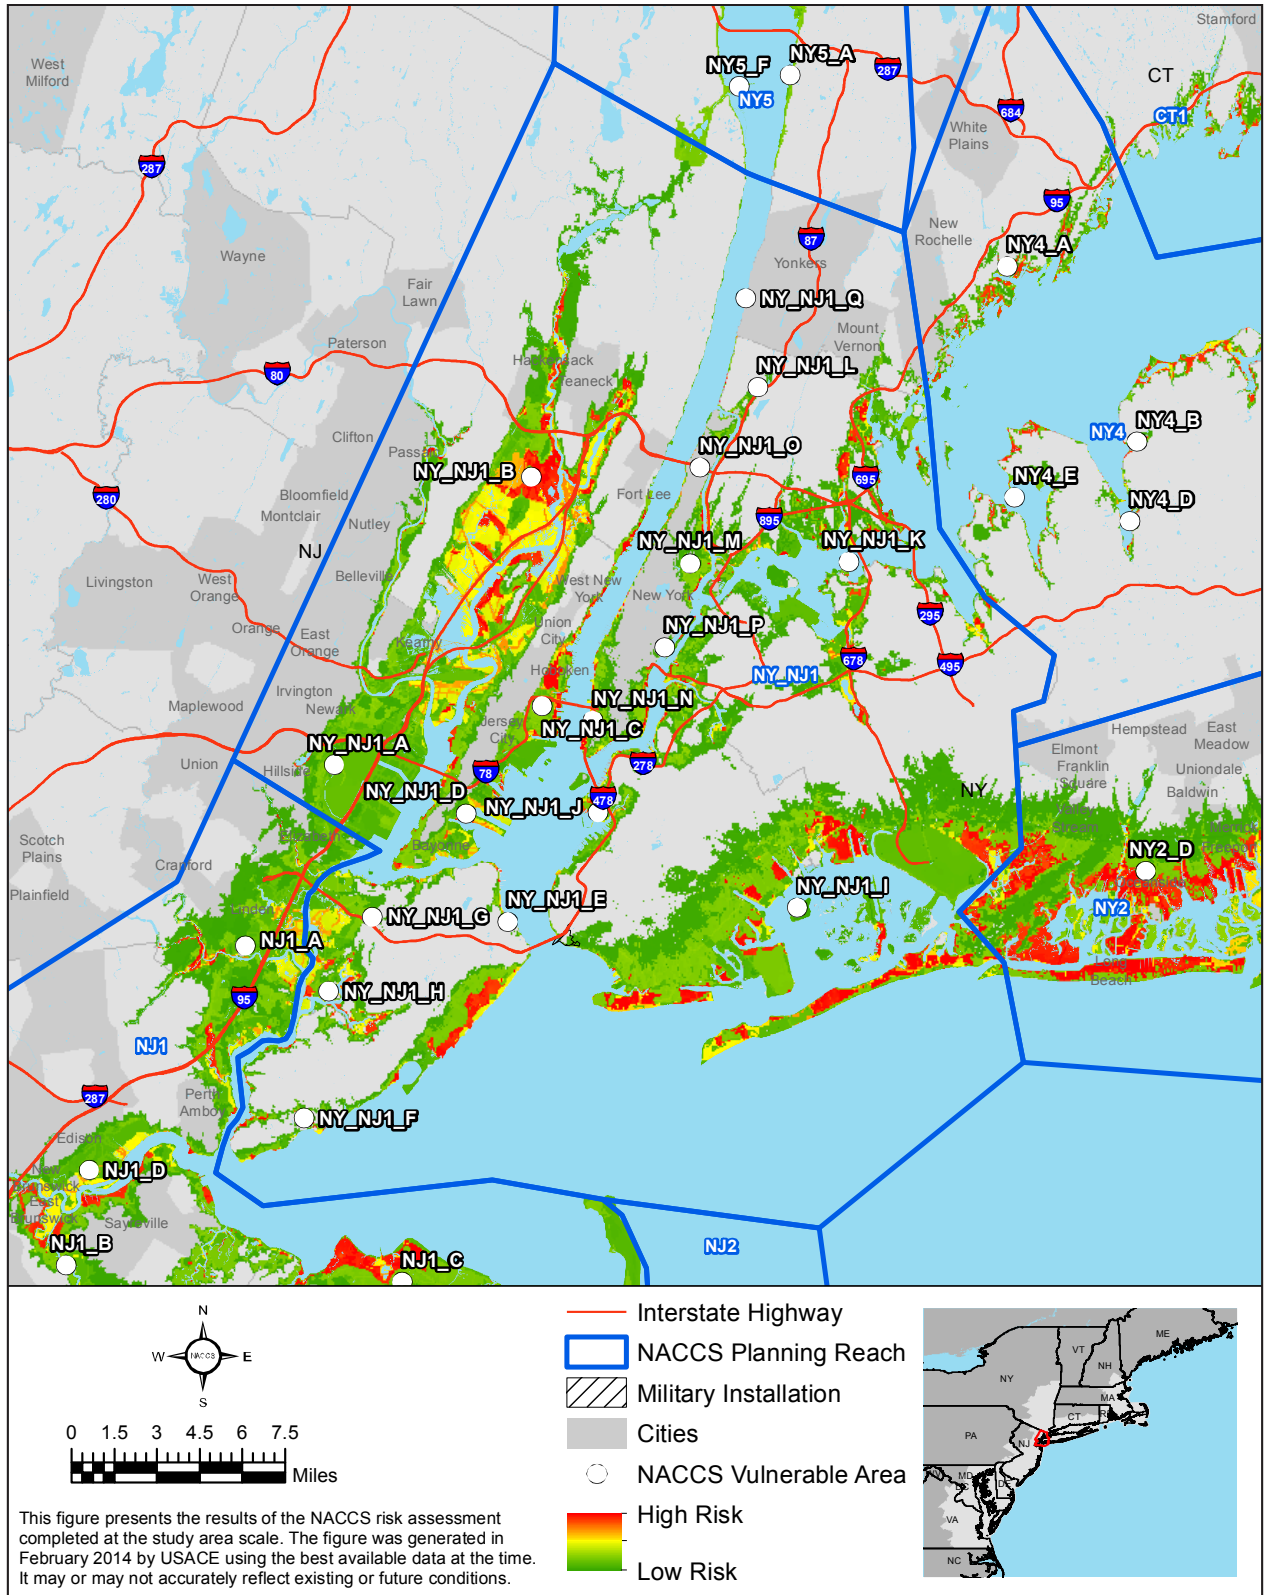 Stamford
West
Milford
NY5_F
NY5_A
287
CT
NY5
684
CT1
White
Plains
287
95
New
Rochelle
87
NY4_A
Wayne
Yonkers
Fair
Lawn
NY_NJ1_Q
Mount
Vernon
Paterson
Hackensack
80
Teaneck
NY_NJ1_L
NY4_B
Clifton
NY4
Passaic
NY_NJ1_O
NY_NJ1_B
695
NY4_E
280
Bloomfield
Fort Lee
Montclair
895
NY4_D
Nutley
NJ
NY_NJ1_M
NY_NJ1_K
Belleville
Livingston
West
Orange
West New
York
New York
295
Orange
East
Orange
Union
City
NY_NJ1_P
Kearny
678
495
Hoboken
NY_NJ1
Irvington
Maplewood
Newark
NY_NJ1_N
Jersey
City
NY_NJ1_C
Hempstead
East
Meadow
NY_NJ1_A
Elmont
Franklin
Square
Union
Hillside
278
78
Uniondale
NY_NJ1_D
NY
Baldwin
478
NY_NJ1_J
Valley
Stream
Merrick
Freeport
Elizabeth
Scotch
Plains
Bayonne
NY2_D
Cranford
Plainfield
NY_NJ1_I
Linden
NY_NJ1_G
NY_NJ1_E
NY2
NJ1_A
Long
Beach
NY_NJ1_H
95
NJ1
287
Perth
Amboy
NY_NJ1_F
Edison
New
Brunswick
NJ1_D
East
Brunswick
Sayreville
NJ1_B
NJ1_C
NJ2
N
W
NACCS
E
S
0 1.5 3 4.5 6 7.5
Miles
This figure presents the results of the NACCS risk assessment
completed at the study area scale. The figure was generated in
February 2014 by USACE using the best available data at the time.
It may or may not accurately reflect existing or future conditions.
Interstate Highway
NACCS Planning Reach
Military Installation
Cities
NACCS Vulnerable Area
High Risk
Low Risk
ME
VT
NH
NY
MA
CT
PA
NJ
MD
DE
VA
NC